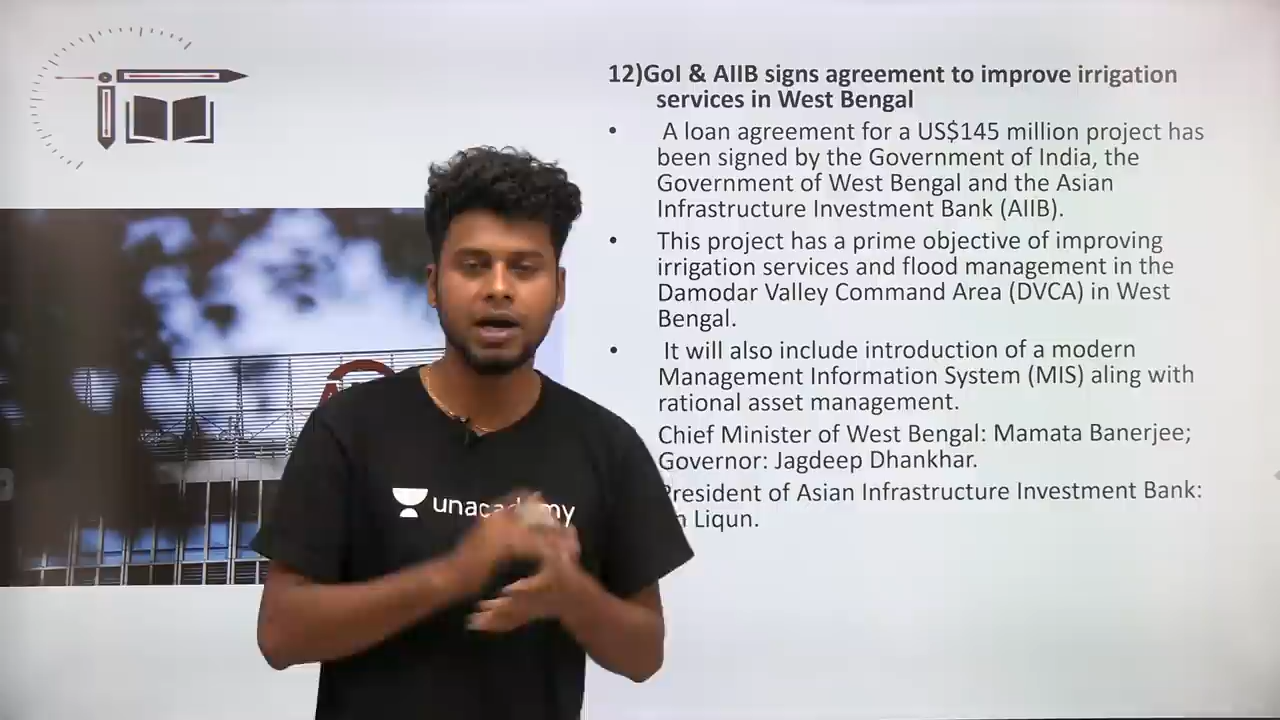 12)GoI & AIIB signs agreement to improve irrigation
services in West Bengal
• A loan agreement for a US$145 million project has
been signed by the Government of India, the
Government of West Bengal and the Asian
Infrastructure Investment Bank (AIIB).
• This project has a prime objective of improving
irrigation services and flood management in the
Damodar Valley Command Area (DVCA) in West
Bengal.
• It will also include introduction of a modern
Management Information System (MIS) aling with
rational asset management.
Chief Minister of West Bengal: Mamata Banerjee;
Governor: Jagdeep Dhankhar.
President of Asian Infrastructure Investment Bank:
Liqun.
unacademy